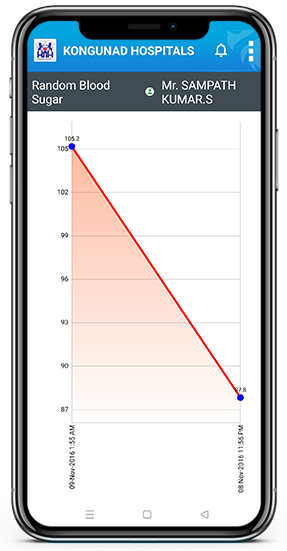 KONGUNAD HOSPITALS
Random Blood
Sugar
Mr. SAMPATH
KUMAR.S
105.2
105
102
99
96
93
90
87.8
87
09-Nov-2016 1:55 AM
08-Nov-2016 11:56 PM